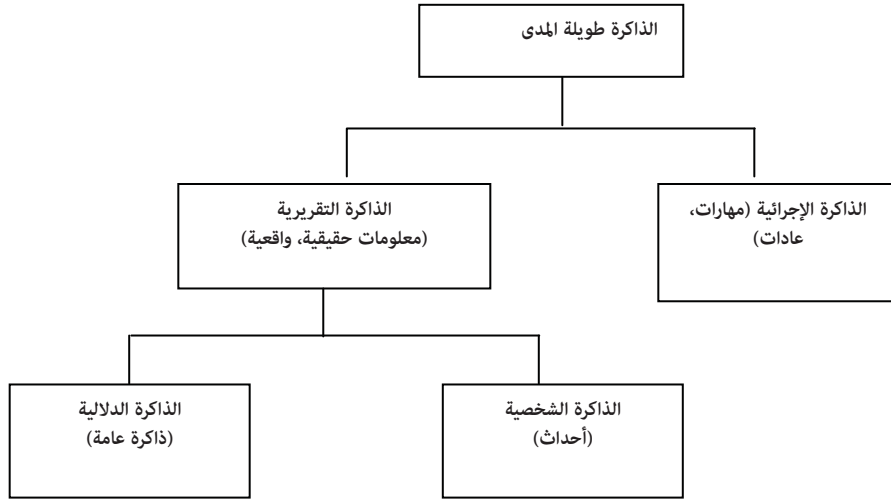 الذاكرة طويلة المدى
الذاكرة الإجرائية (مهارات،
عادات)
الذاكرة التقريرية
(معلومات حقيقية، واقعية)
الذاكرة الشخصية
(أحداث)
الذاكرة الدلالية
(ذاكرة عامة)